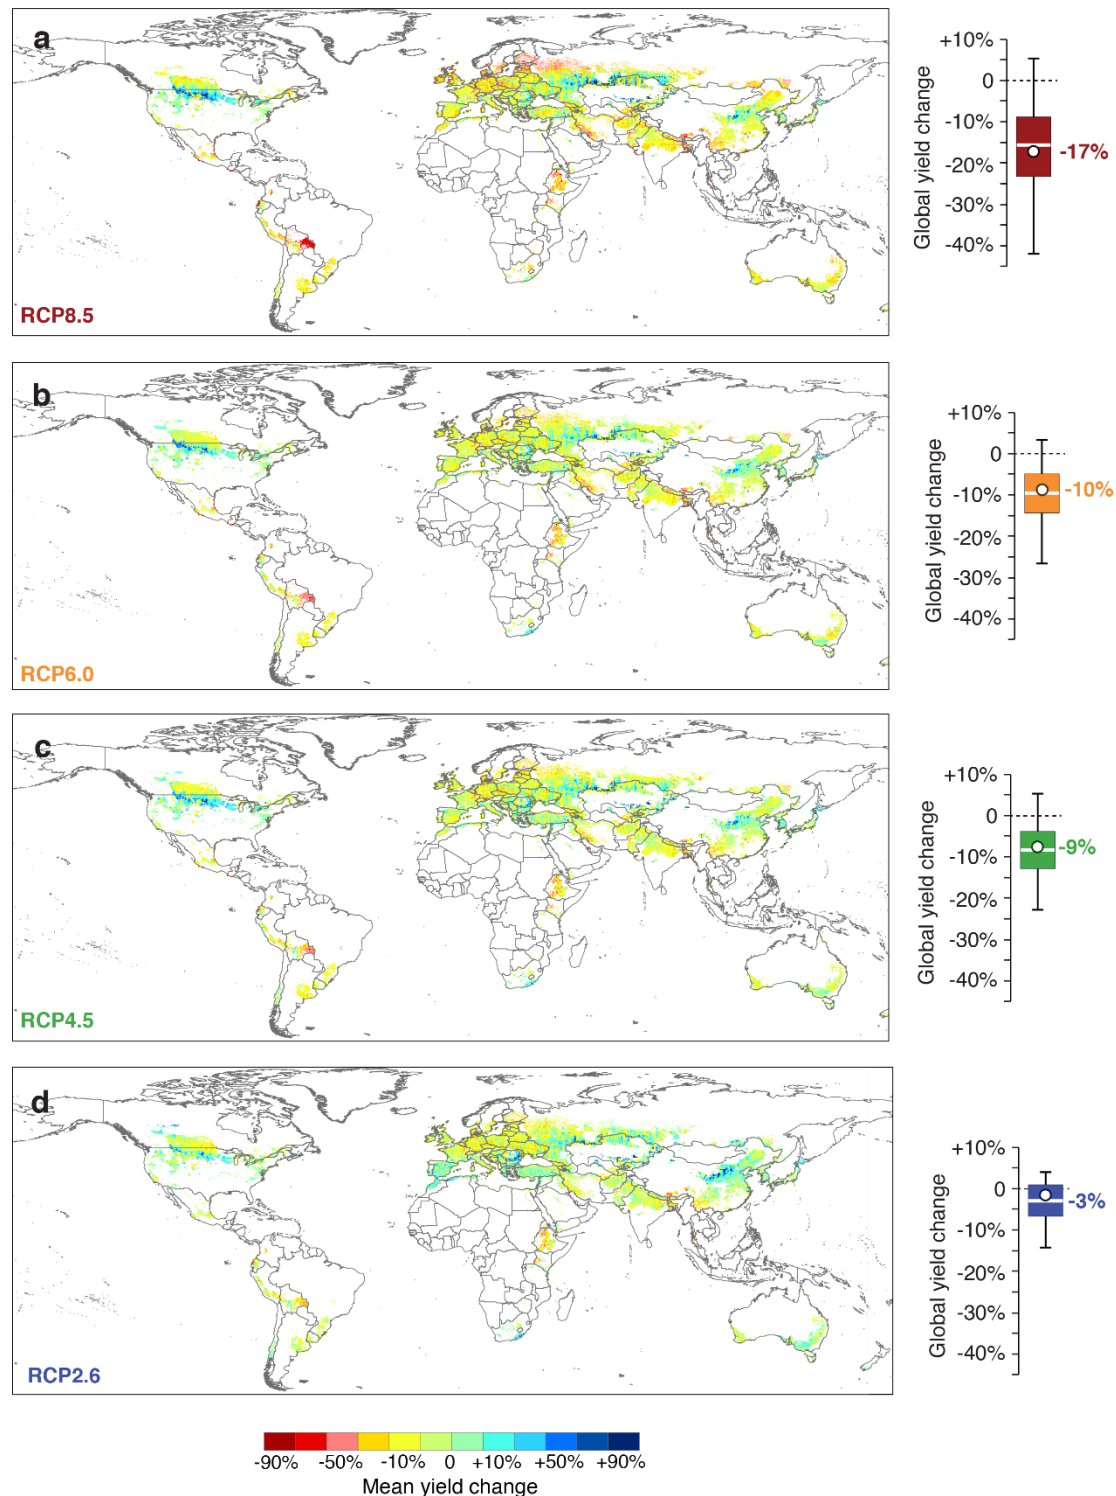 a
RCP8.5
Global yield change
+10%
0
-10%
-20%
-30%
-40%
-17%
b
RCP6.0
Global yield change
+10%
0
-10%
-20%
-30%
-40%
-10%
c
RCP4.5
Global yield change
+10%
0
-10%
-20%
-30%
-40%
-9%
d
RCP2.6
Global yield change
+10%
0
-10%
-20%
-30%
-40%
-3%
-90% -50% -10% 0 +10% +50% +90%
Mean yield change